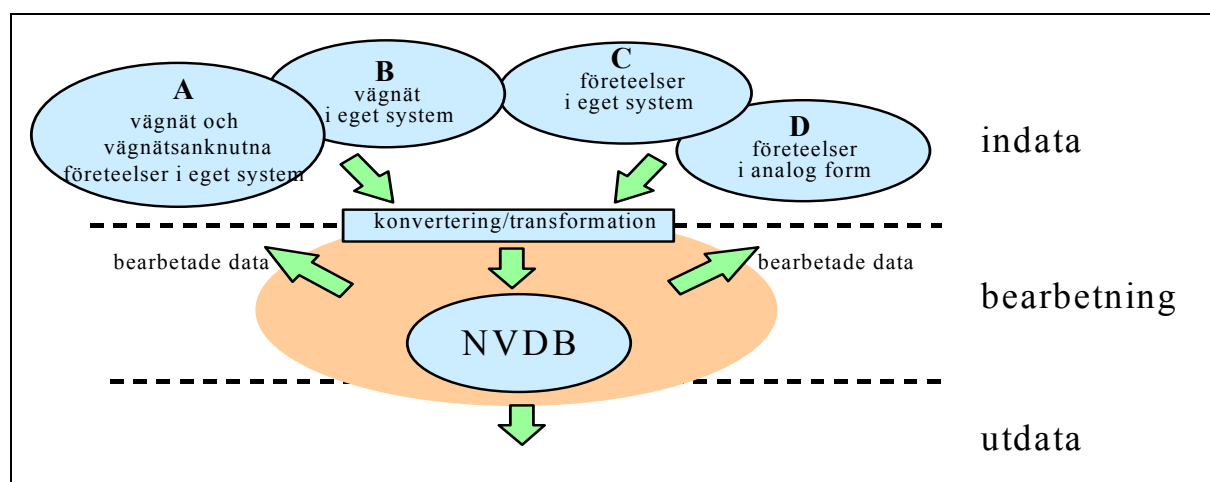 A
vägnät och
vägnätsanknutna
företeelser i eget system
B
vägnät
i eget system
C
företeelser
i eget system
D
företeelser
i analog form
indata
konvertering/transformation
bearbetade data
bearbetade data
bearbetning
NVDB
utdata